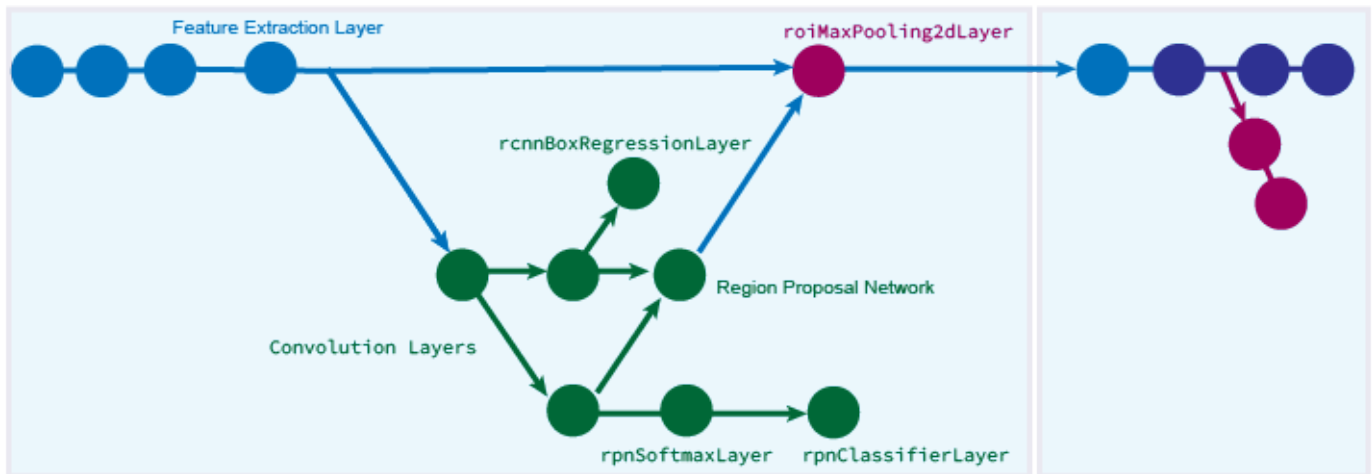 Feature Extraction Layer
roiMaxPooling2dLayer
rcnnBoxRegressionLayer
Region Proposal Network
Convolution Layers
rpnSoftmaxLayer
rpnClassifierLayer